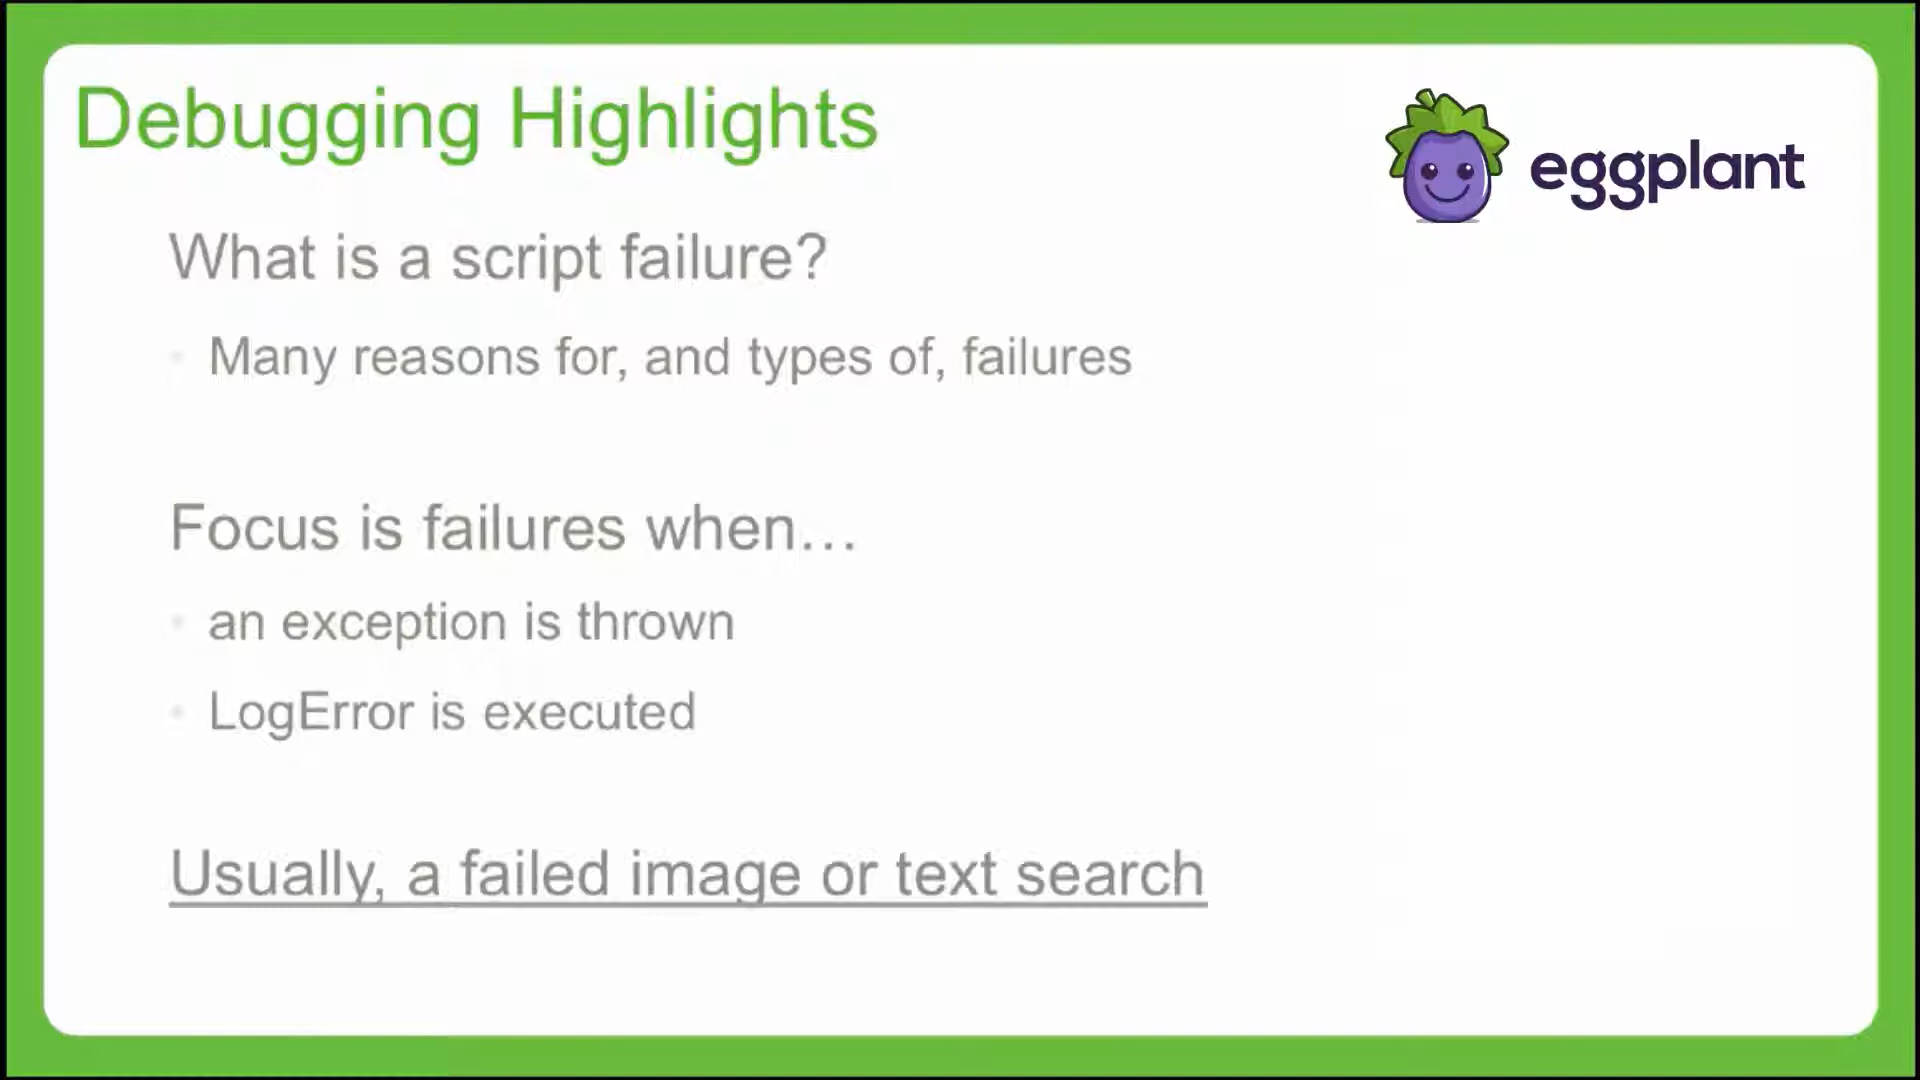 Debugging Highlights
eggplant
What is a script failure?
Many reasons for, and types of, failures
Focus is failures when…
an exception is thrown
LogError is executed
Usually, a failed image or text search